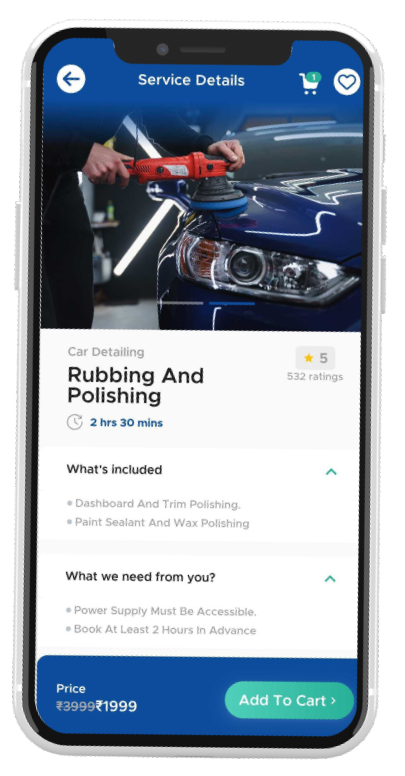 Service Details
1
Car Detailing
Rubbing And
Polishing
5
532 ratings
2 hrs 30 mins
What's included
Dashboard And Trim Polishing.
Paint Sealant And Wax Polishing
What we need from you?
Power Supply Must Be Accessible.
Book At Least 2 Hours In Advance
Price
₹3999₹1999
Add To Cart ›